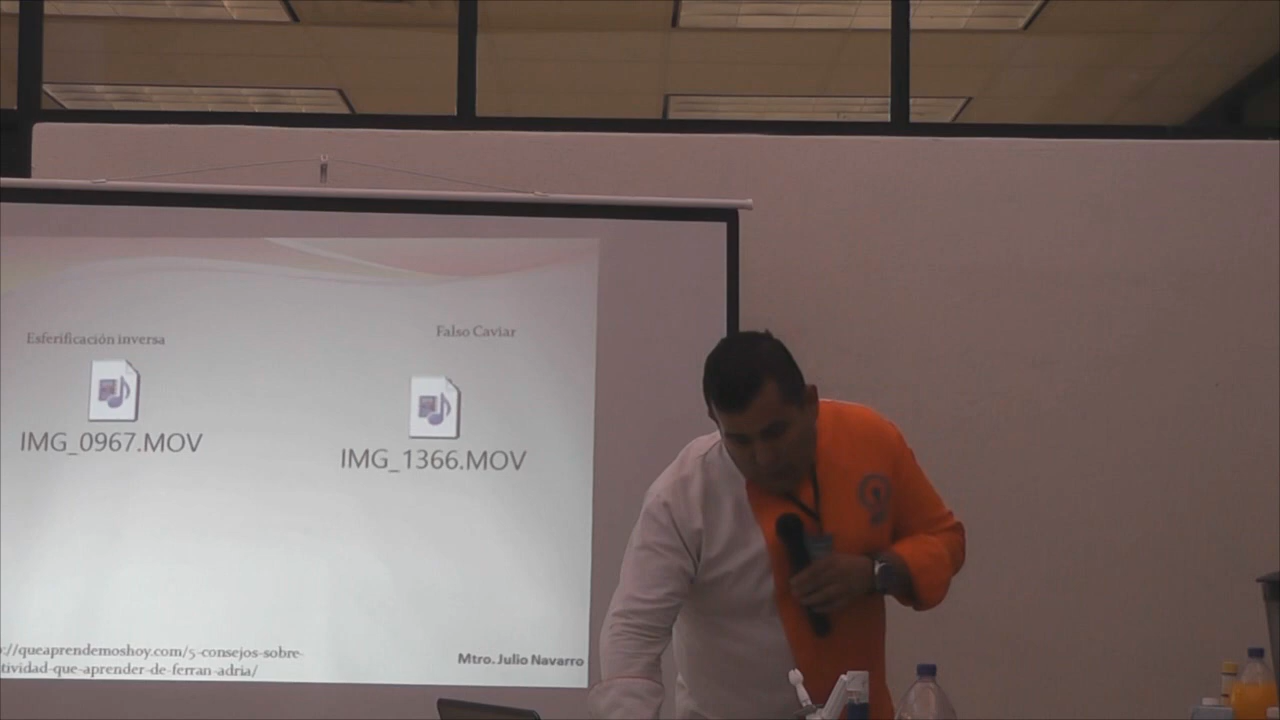 Esferificación inversa
Falso Caviar
IMG_0967.MOV
IMG_1366.MOV
://queaprendemoshoy.com/5-consejos-sobre-
tividad-que-aprender-de-ferran-adria/
Mtro. Julio Navarro